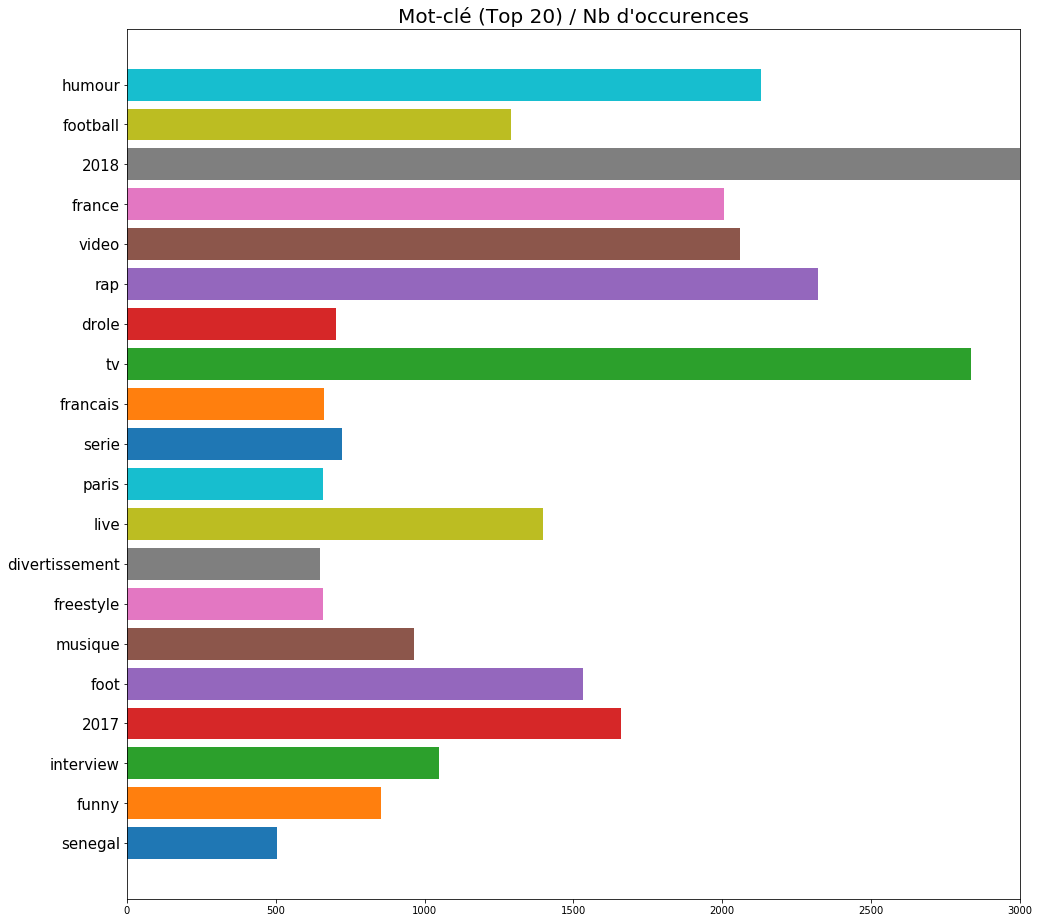 Mot-clé (Top 20) / Nb d'occurences
humour
football
2018
france
video
rap
drole
tv
francais
serie
paris
live
divertissement
freestyle
musique
foot
2017
interview
funny
senegal
0 500 1000 1500 2000 2500 3000